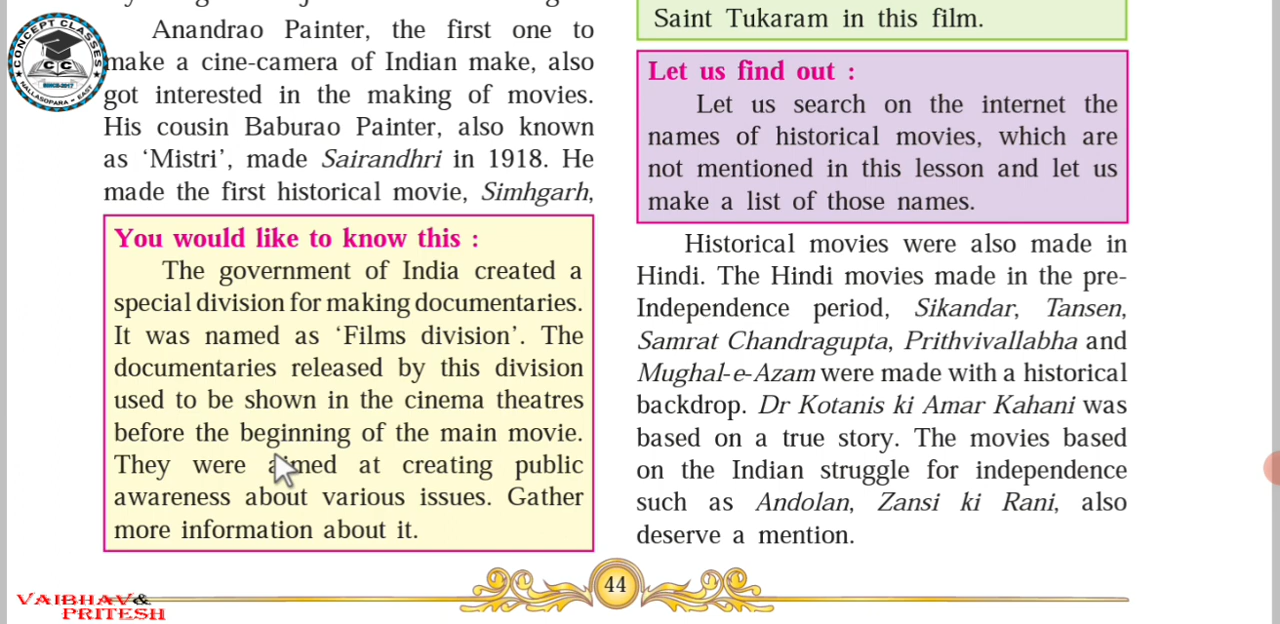 CONCEPT CLASSES
CC
SINCE-2017
NALLASOPARA - EAST
Anandrao Painter, the first one to
make a cine-camera of Indian make, also
got interested in the making of movies.
His cousin Baburao Painter, also known
as ‘Mistri’, made Sairandhri in 1918. He
made the first historical movie, Simhgarh,
You would like to know this :
The government of India created a
special division for making documentaries.
It was named as ‘Films division’. The
documentaries released by this division
used to be shown in the cinema theatres
before the beginning of the main movie.
They were aimed at creating public
awareness about various issues. Gather
more information about it.
Saint Tukaram in this film.
Let us find out :
Let us search on the internet the
names of historical movies, which are
not mentioned in this lesson and let us
make a list of those names.
Historical movies were also made in
Hindi. The Hindi movies made in the pre-
Independence period, Sikandar, Tansen,
Samrat Chandragupta, Prithvivallabha and
Mughal-e-Azam were made with a historical
backdrop. Dr Kotanis ki Amar Kahani was
based on a true story. The movies based
on the Indian struggle for independence
such as Andolan, Zansi ki Rani, also
deserve a mention.
44
VAIBHAV&
PRITESH